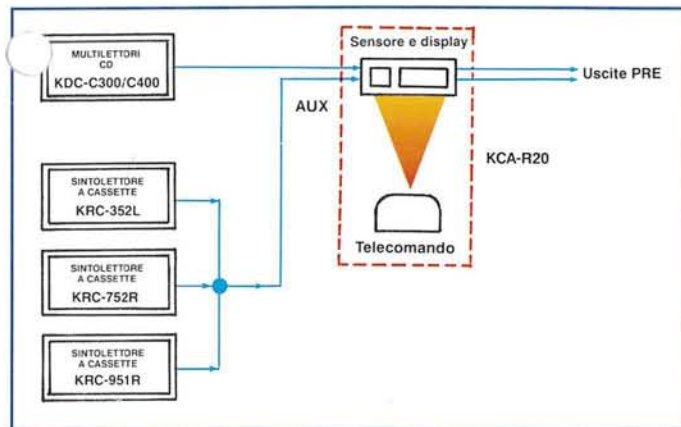 MULTILETTORI
CD
KDC-C300/C400
SINTOLETTORE
A CASSETTE
KRC-352L
SINTOLETTORE
A CASSETTE
KRC-752R
SINTOLETTORE
A CASSETTE
KRC-951R
AUX
Sensore e display
Telecomando
KCA-R20
Uscite PRE